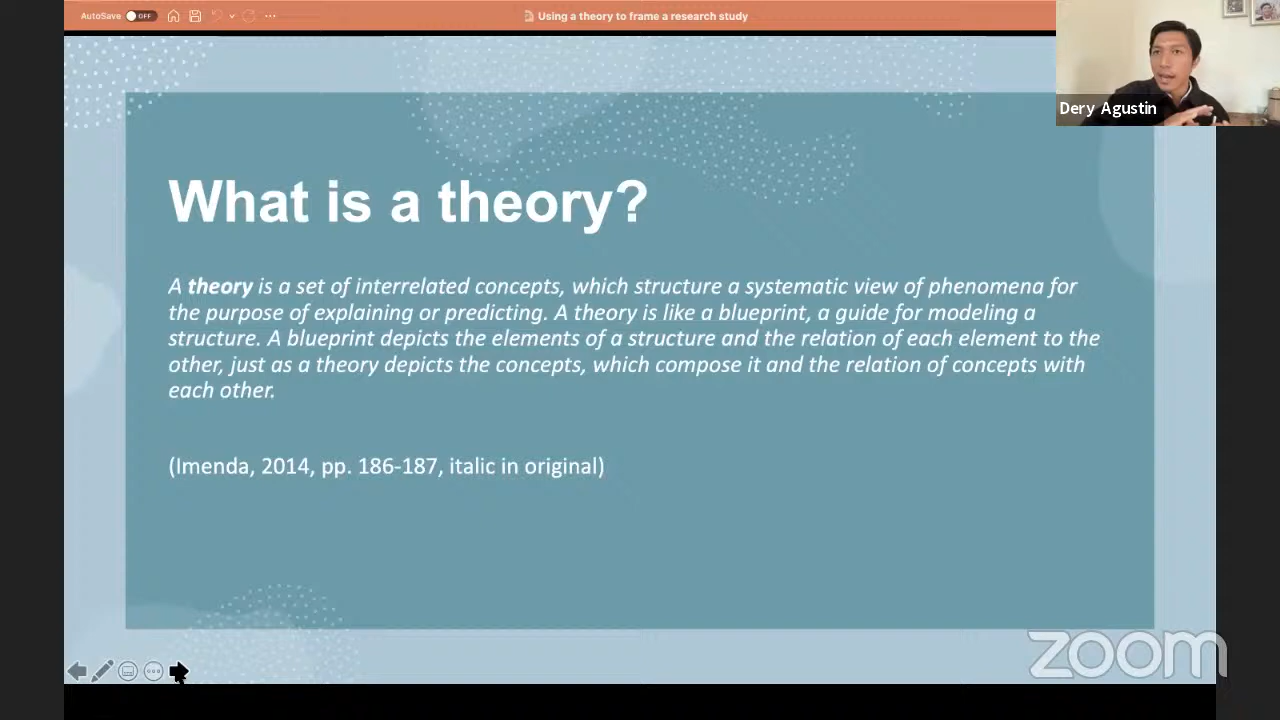 AutoSave OFF
Using a theory to frame a research study
Dery Agustin
What is a theory?
A theory is a set of interrelated concepts, which structure a systematic view of phenomena for
the purpose of explaining or predicting. A theory is like a blueprint, a guide for modeling a
structure. A blueprint depicts the elements of a structure and the relation of each element to the
other, just as a theory depicts the concepts, which compose it and the relation of concepts with
each other.
(Imenda, 2014, pp. 186-187, italic in original)
zoom